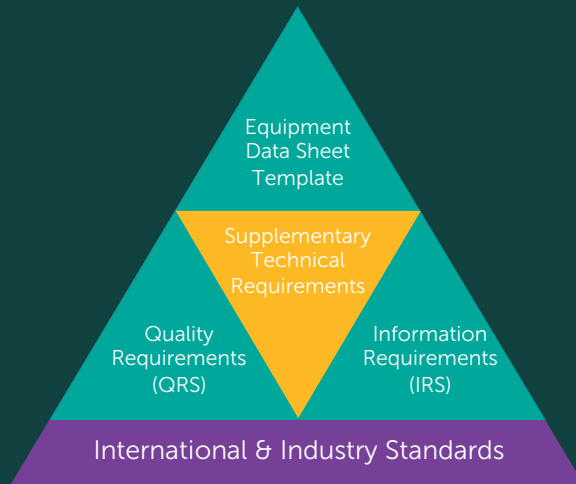 Equipment
Data Sheet
Template
Supplementary
Technical
Requirements
Quality
Requirements
(QRS)
Information
Requirements
(IRS)
International & Industry Standards